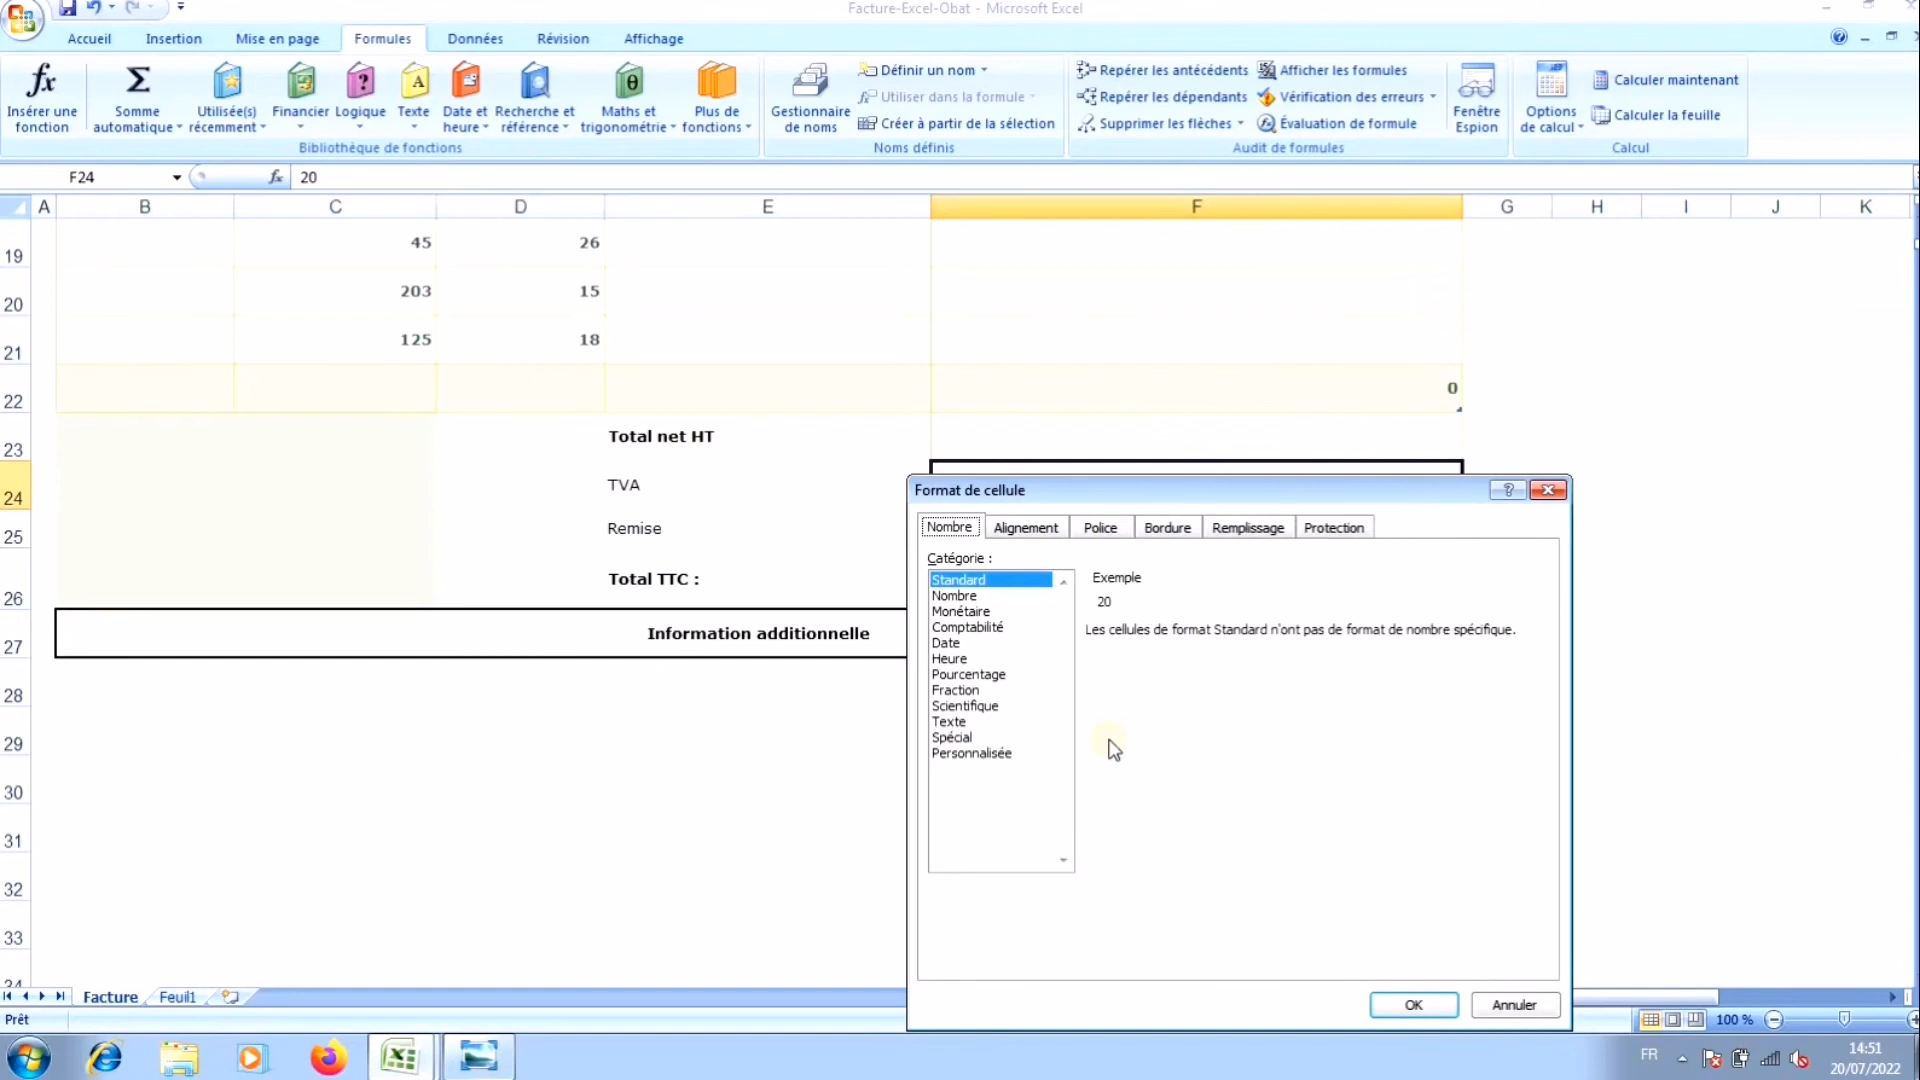 Facture-Excel-Obat - Microsoft Excel
Accueil Insertion Mise en page Formules Données Révision Affichage
Insérer une fonction
Somme automatique
Utilisée(s) récemment
Financier
Logique
Texte
Date et heure
Recherche et référence
Maths et trigonométrie
Plus de fonctions
Bibliothèque de fonctions
Gestionnaire de noms
Définir un nom
Utiliser dans la formule
Créer à partir de la sélection
Noms définis
Repérer les antécédents
Repérer les dépendants
Supprimer les flèches
Afficher les formules
Vérification des erreurs
Évaluation de formule
Audit de formules
Fenêtre Espion
Options de calcul
Calculer maintenant
Calculer la feuille
Calcul
F24 fx 20
A B C D E F G H I J K
19 45 26
20 203 15
21 125 18
22 0
23 Total net HT
24 TVA
25 Remise
26 Total TTC :
27 Information additionnelle
28
29
30
31
32
33
34
Format de cellule
Nombre Alignement Police Bordure Remplissage Protection
Catégorie :
Standard
Nombre
Monétaire
Comptabilité
Date
Heure
Pourcentage
Fraction
Scientifique
Texte
Spécial
Personnalisée
Exemple
20
Les cellules de format Standard n'ont pas de format de nombre spécifique.
OK Annuler
Facture Feuil1
Prêt 100 %
FR 14:51
20/07/2022